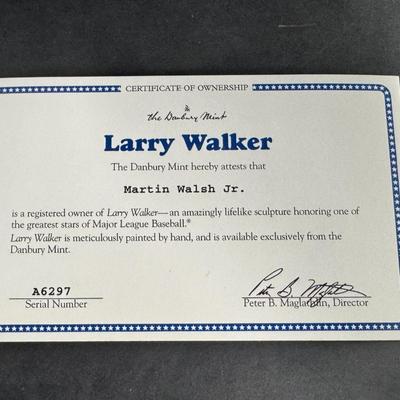 CERTIFICATE OF OWNERSHIP
the Danbury Mint
Larry Walker
The Danbury Mint hereby attests that
Martin Walsh Jr.
is a registered owner of Larry Walker—an amazingly lifelike sculpture honoring one of
the greatest stars of Major League Baseball.®
Larry Walker is meticulously painted by hand, and is available exclusively from the
Danbury Mint.
A6297
Serial Number
Peter B. Maglathlin, Director